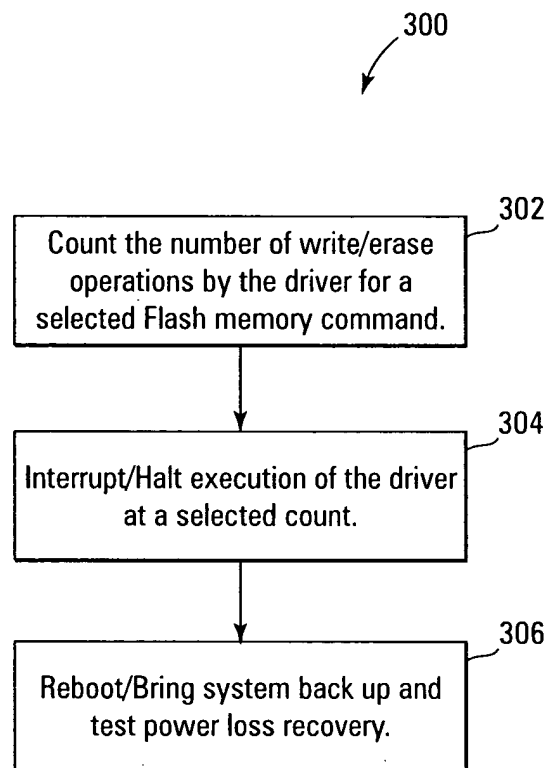 300
302
Count the number of write/erase
operations by the driver for a
selected Flash memory command.
304
Interrupt/Halt execution of the driver
at a selected count.
306
Reboot/Bring system back up and
test power loss recovery.